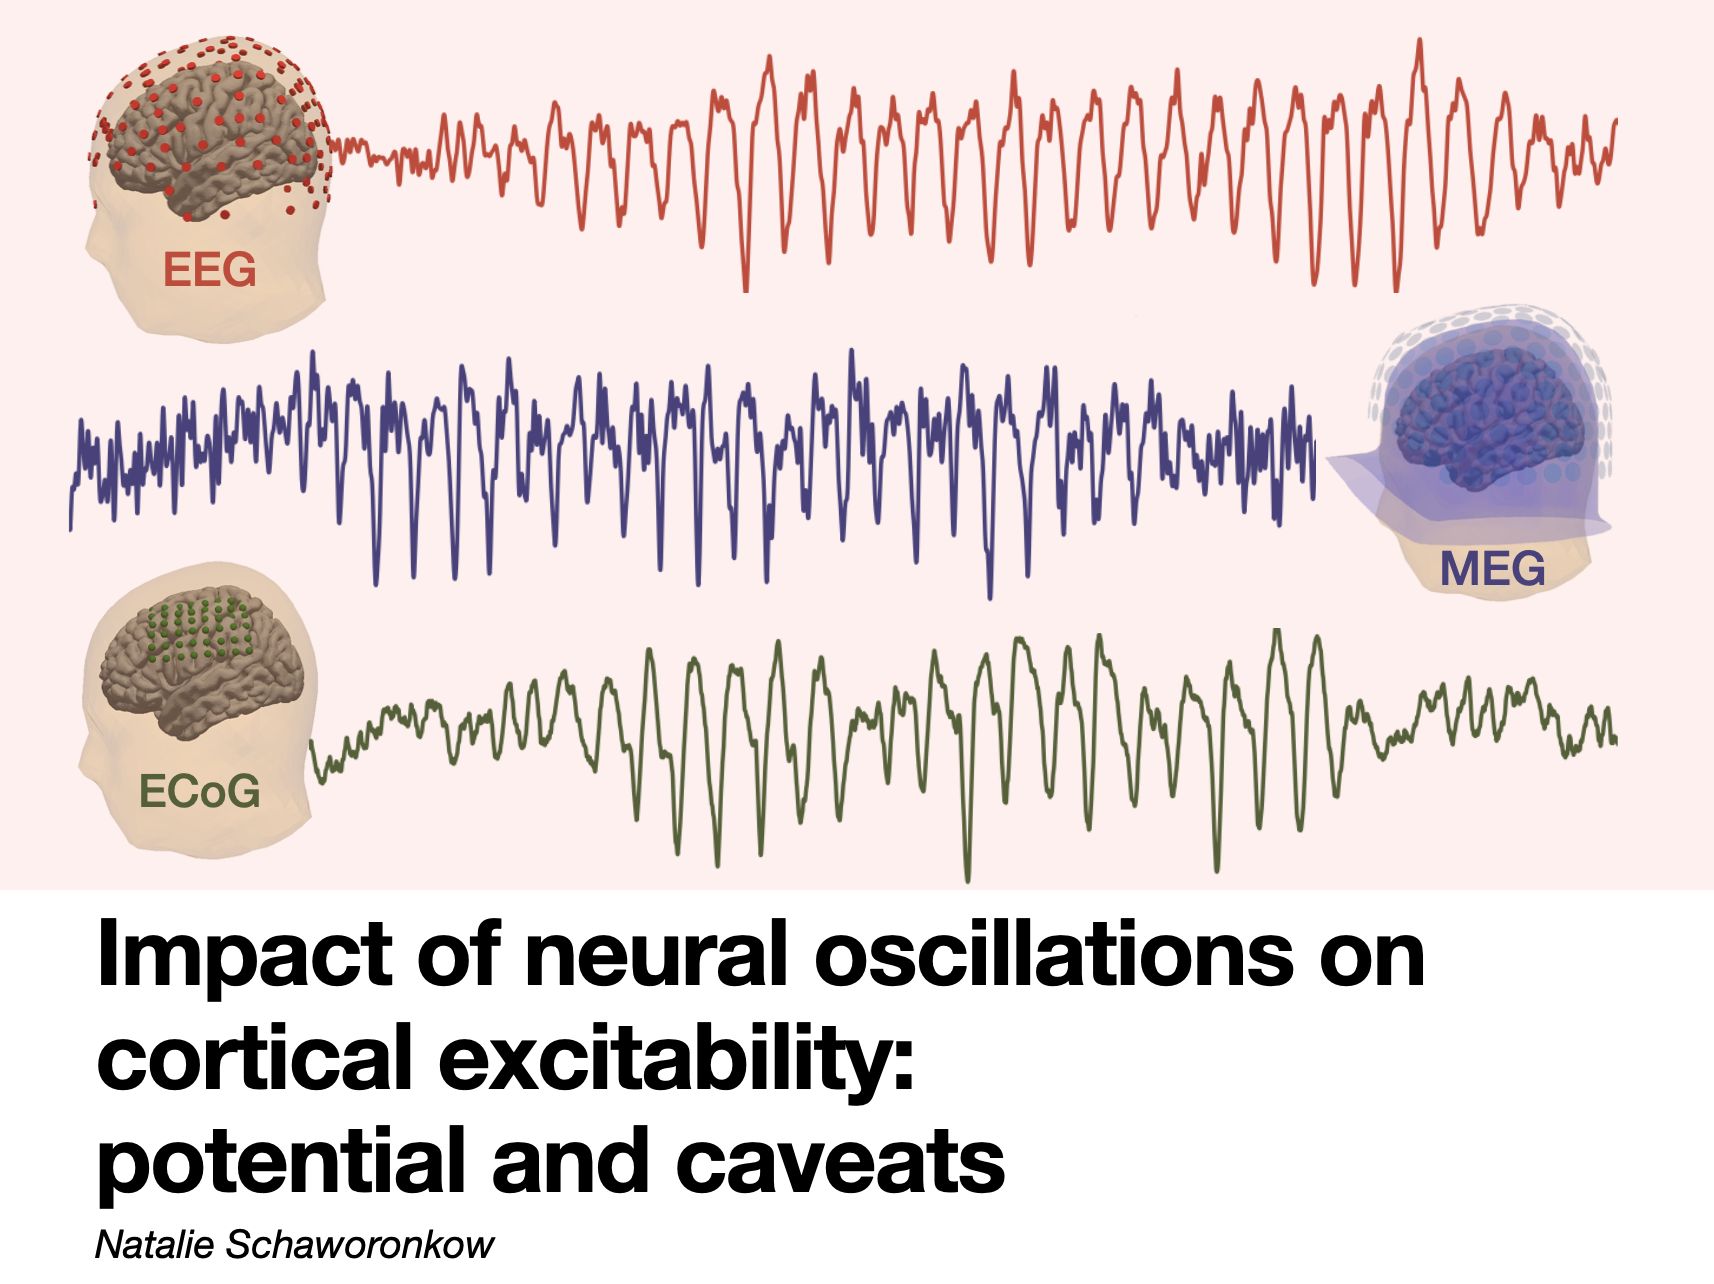 EEG
MEG
ECoG
Impact of neural oscillations on
cortical excitability:
potential and caveats
Natalie Schaworonkow